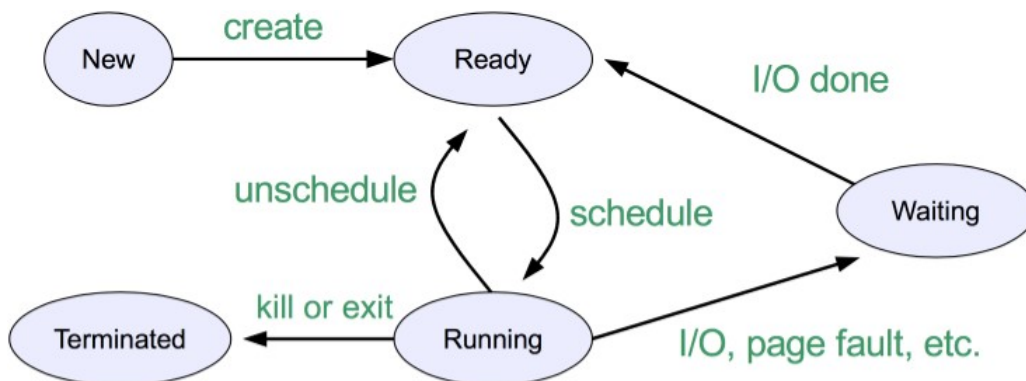 create
New
Ready
I/O done
unschedule
schedule
Waiting
kill or exit
Terminated
Running
I/O, page fault, etc.